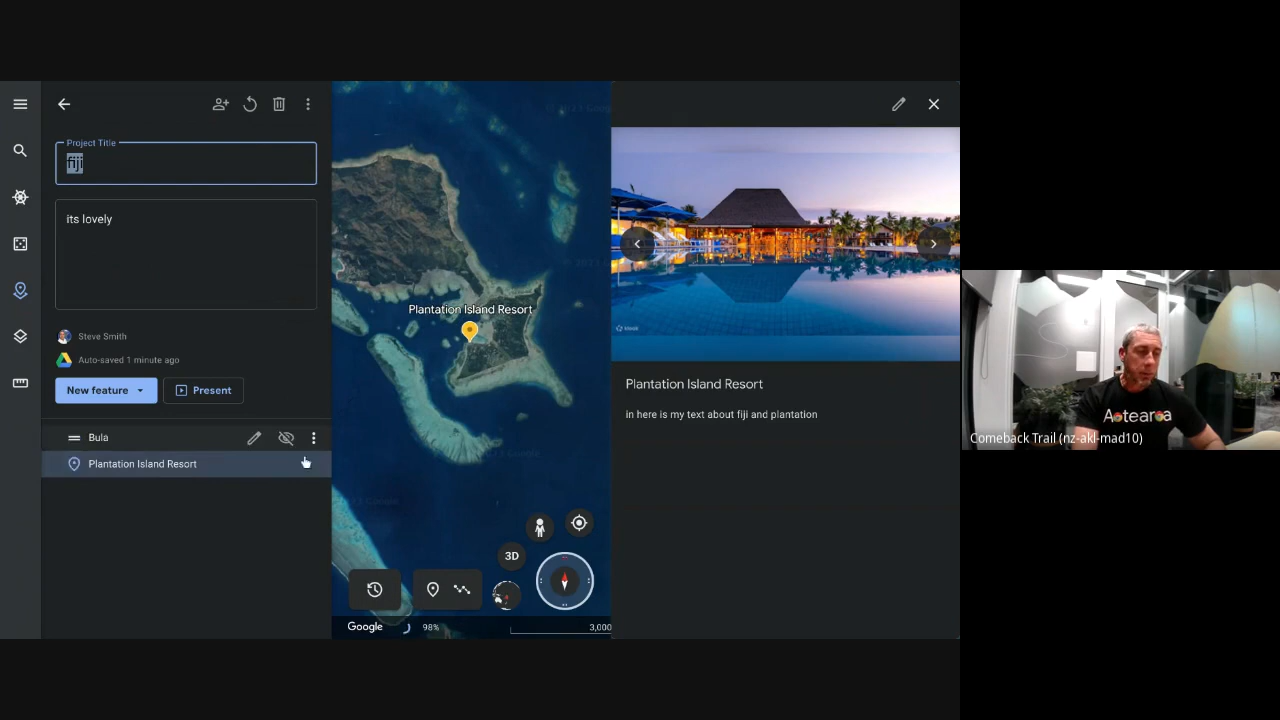 Project Title
fiji
its lovely
Steve Smith
Auto-saved 1 minute ago
New feature
Present
Bula
Plantation Island Resort
Plantation Island Resort
3D
Google
98%
3,000
Plantation Island Resort
in here is my text about fiji and plantation
klook
Aotearoa
Comeback Trail (nz-akl-mad10)